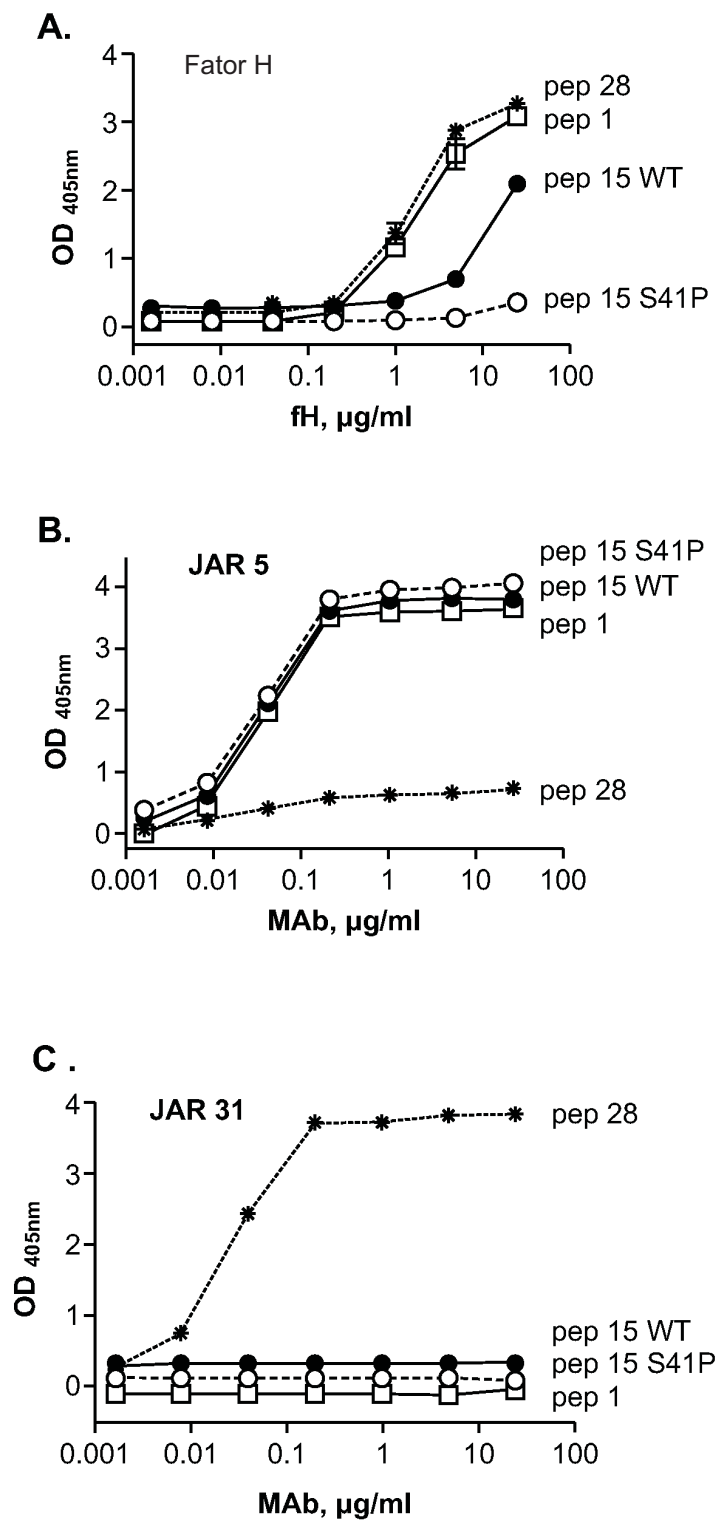 A.
Fator H
4
3
2
1
0
OD 405nm
pep 28
pep 1
pep 15 WT
pep 15 S41P
0.001 0.01 0.1 1 10 100
fH, µg/ml
B.
JAR 5
4
3
2
1
0
OD 405nm
pep 15 S41P
pep 15 WT
pep 1
pep 28
0.001 0.01 0.1 1 10 100
MAb, µg/ml
C .
JAR 31
4
3
2
1
0
OD 405nm
pep 28
pep 15 WT
pep 15 S41P
pep 1
0.001 0.01 0.1 1 10 100
MAb, µg/ml